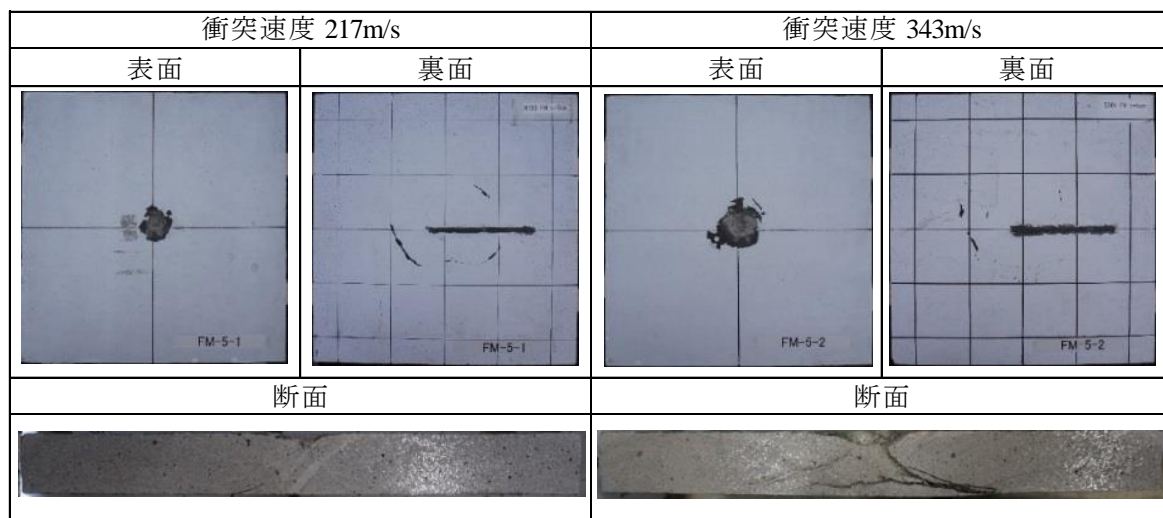 衝突速度 217m/s
衝突速度 343m/s
表面
裏面
表面
裏面
FM-5-1
FM-5-1
FM-5-2
FM-5-2
断面
断面